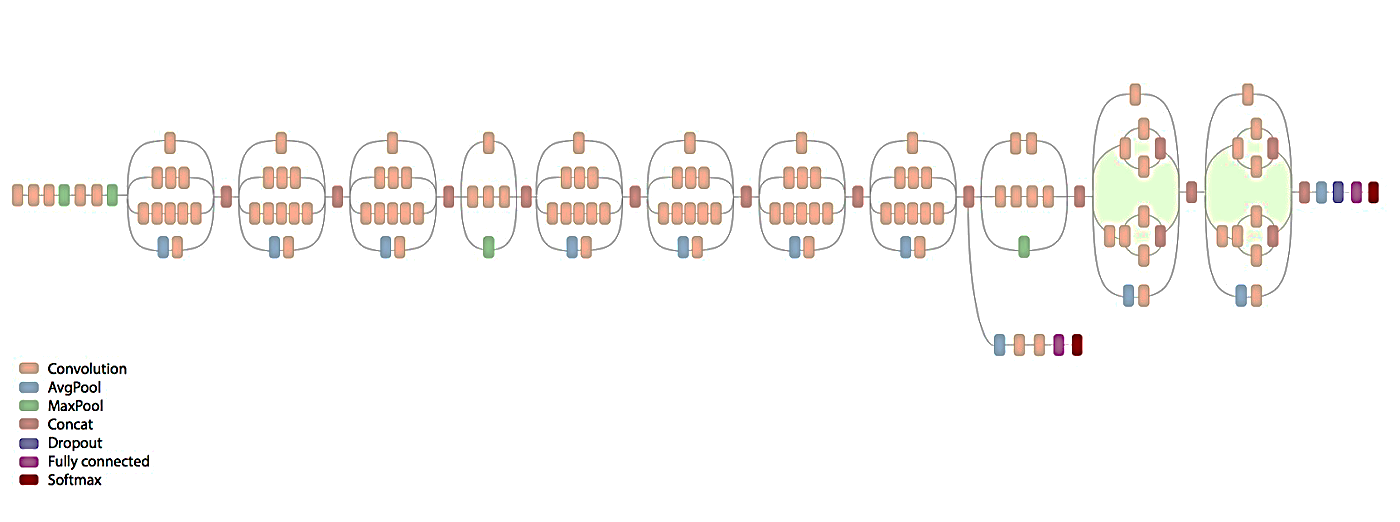 Convolution
AvgPool
MaxPool
Concat
Dropout
Fully connected
Softmax